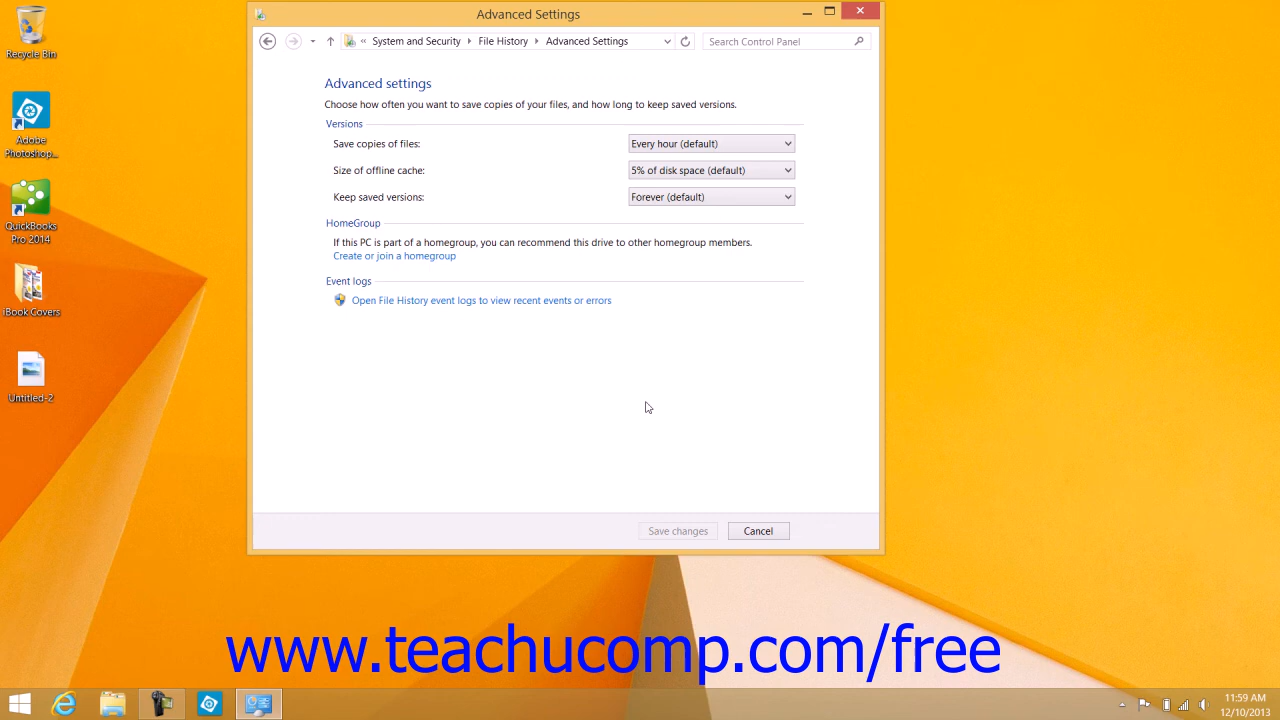 Recycle Bin
Adobe
Photoshop...
QuickBooks
Pro 2014
iBook Covers
Untitled-2
Advanced Settings
« System and Security File History Advanced Settings
Search Control Panel
Advanced settings
Choose how often you want to save copies of your files, and how long to keep saved versions.
Versions
Save copies of files: Every hour (default)
Size of offline cache: 5% of disk space (default)
Keep saved versions: Forever (default)
HomeGroup
If this PC is part of a homegroup, you can recommend this drive to other homegroup members.
Create or join a homegroup
Event logs
Open File History event logs to view recent events or errors
Save changes Cancel
www.teachucomp.com/free
11:59 AM
12/10/2013